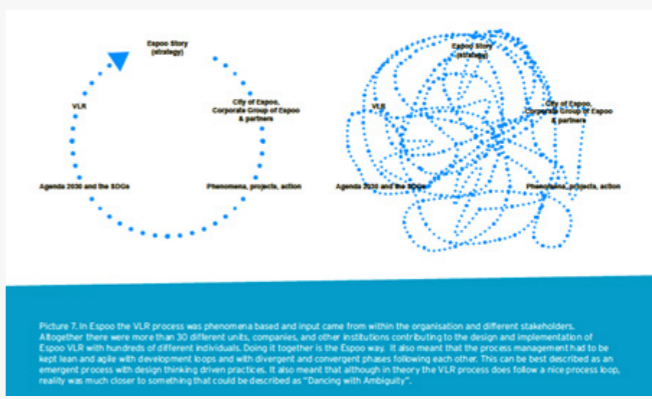 Espoo Story
(strategy)
VLR
City of Espoo,
Corporate Group of Espoo
& partners
Agenda 2030 and the SDGs
Phenomena, projects, action
Espoo Story
(strategy)
VLR
City of Espoo,
Corporate Group of Espoo
& partners
Agenda 2030 and the SDGs
Phenomena, projects, action
Picture 7. In Espoo the VLR process was phenomena based and input came from within the organisation and different stakeholders.
Altogether there were more than 30 different units, companies, and other institutions contributing to the design and implementation of
Espoo VLR with hundreds of different individuals. Doing it together is the Espoo way. It also meant that the process management had to be
kept lean and agile with development loops and with divergent and convergent phases following each other. This can be best described as an
emergent process with design thinking driven practices. It also meant that although in theory the VLR process does follow a nice process loop,
reality was much closer to something that could be described as "Dancing with Ambiguity".